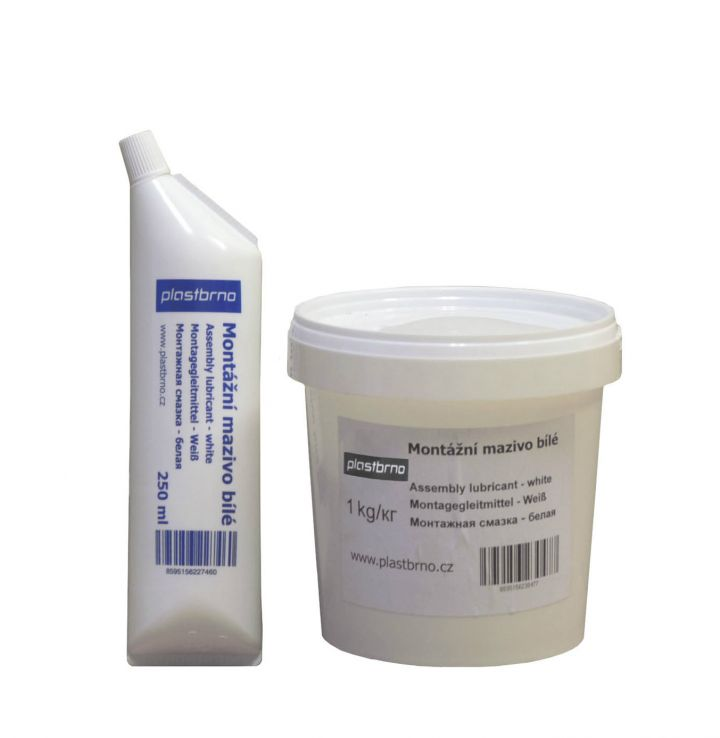 plastbrno
Montážní mazivo bílé
Assembly lubricant - white
Montagegleitmittel - Weiß
Монтажная смазка - белая
www.plastbrno.cz
250 ml
8595156227460
Montážní mazivo bílé
plastbrno
Assembly lubricant - white
Montagegleitmittel - Weiß
Монтажная смазка - белая
1 kg/кг
www.plastbrno.cz